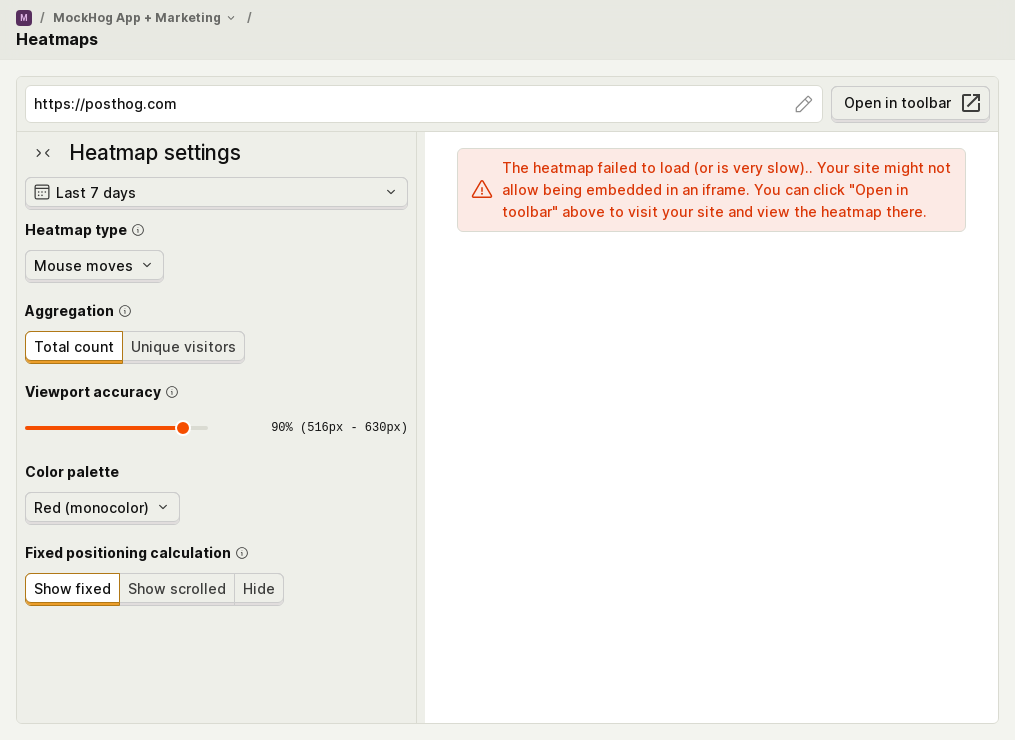 M / MockHog App + Marketing /
Heatmaps
https://posthog.com
Open in toolbar
Heatmap settings
Last 7 days
Heatmap type
Mouse moves
Aggregation
Total count Unique visitors
Viewport accuracy
90% (516px - 630px)
Color palette
Red (monocolor)
Fixed positioning calculation
Show fixed Show scrolled Hide
The heatmap failed to load (or is very slow).. Your site might not
allow being embedded in an iframe. You can click "Open in
toolbar" above to visit your site and view the heatmap there.